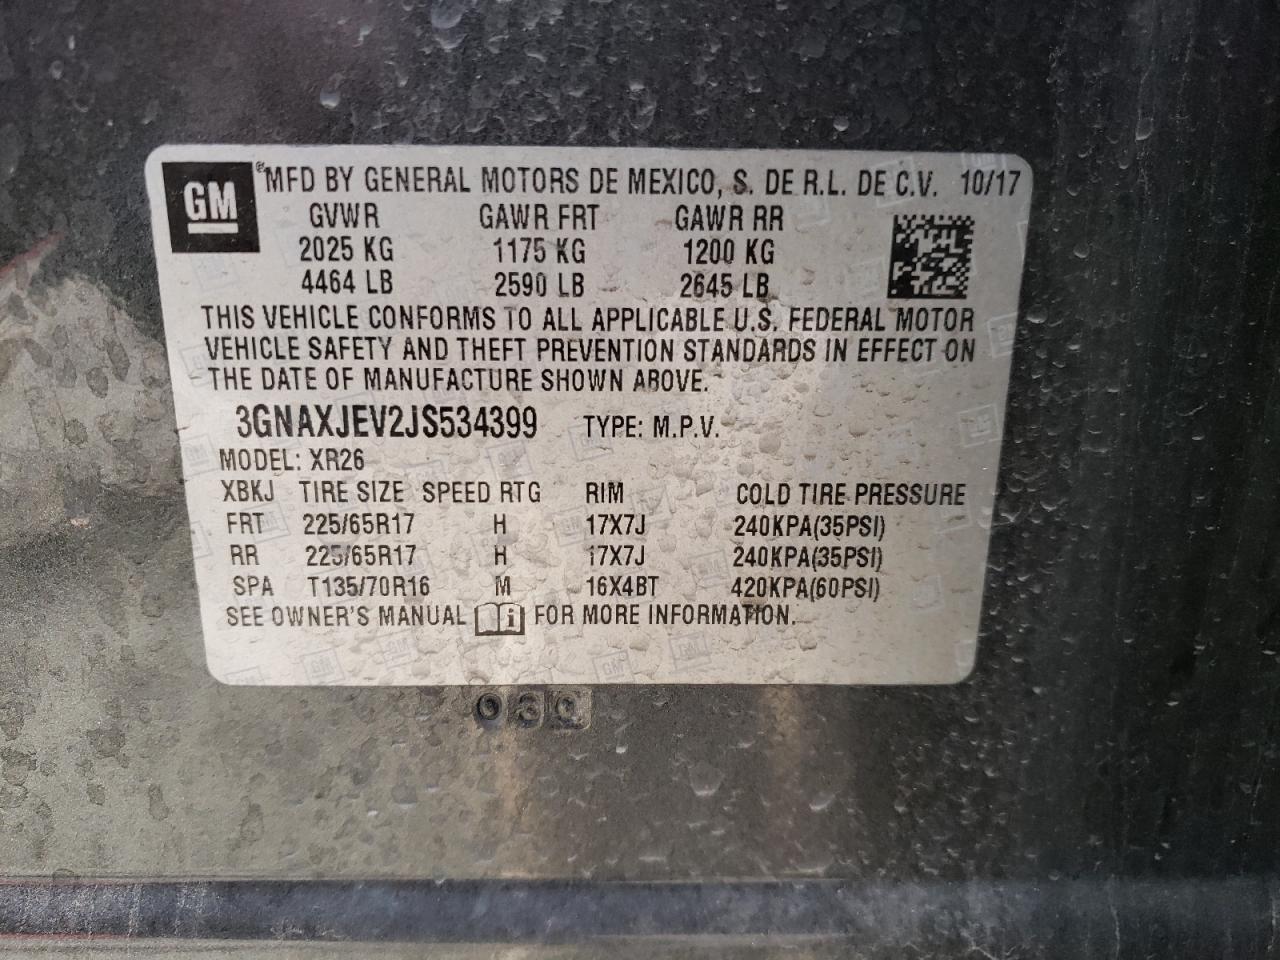 GM ® MFD BY GENERAL MOTORS DE MEXICO, S. DE R.L. DE C.V. 10/17
GVWR GAWR FRT GAWR RR
2025 KG 1175 KG 1200 KG
4464 LB 2590 LB 2645 LB
THIS VEHICLE CONFORMS TO ALL APPLICABLE U.S. FEDERAL MOTOR
VEHICLE SAFETY AND THEFT PREVENTION STANDARDS IN EFFECT ON
THE DATE OF MANUFACTURE SHOWN ABOVE.
3GNAXJEV2JS534399 TYPE: M.P.V.
MODEL: XR26
XBKJ TIRE SIZE SPEED RTG RIM COLD TIRE PRESSURE
FRT 225/65R17 H 17X7J 240KPA(35PSI)
RR 225/65R17 H 17X7J 240KPA(35PSI)
SPA T135/70R16 M 16X4BT 420KPA(60PSI)
SEE OWNER'S MANUAL i FOR MORE INFORMATION.